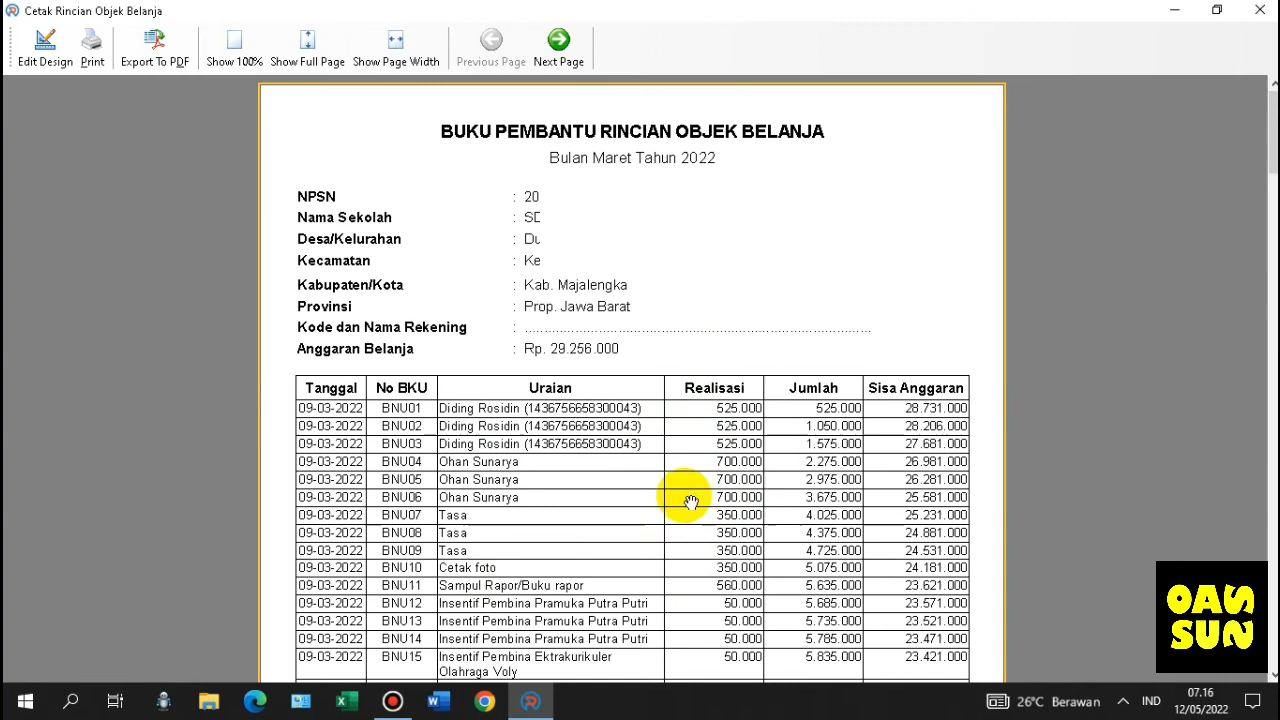 Cetak Rincian Objek Belanja
Edit Design Print Export To PDF Show 100% Show Full Page Show Page Width Previous Page Next Page
BUKU PEMBANTU RINCIAN OBJEK BELANJA
Bulan Maret Tahun 2022
NPSN : 20
Nama Sekolah : SD
Desa/Kelurahan : Du
Kecamatan : Ke
Kabupaten/Kota : Kab. Majalengka
Provinsi : Prop. Jawa Barat
Kode dan Nama Rekening : ................................................................................
Anggaran Belanja : Rp. 29.256.000
Tanggal No BKU Uraian Realisasi Jumlah Sisa Anggaran
09-03-2022 BNU01 Diding Rosidin (1436756658300043) 525.000 525.000 28.731.000
09-03-2022 BNU02 Diding Rosidin (1436756658300043) 525.000 1.050.000 28.206.000
09-03-2022 BNU03 Diding Rosidin (1436756658300043) 525.000 1.575.000 27.681.000
09-03-2022 BNU04 Ohan Sunarya 700.000 2.275.000 26.981.000
09-03-2022 BNU05 Ohan Sunarya 700.000 2.975.000 26.281.000
09-03-2022 BNU06 Ohan Sunarya 700.000 3.675.000 25.581.000
09-03-2022 BNU07 Tasa 350.000 4.025.000 25.231.000
09-03-2022 BNU08 Tasa 350.000 4.375.000 24.881.000
09-03-2022 BNU09 Tasa 350.000 4.725.000 24.531.000
09-03-2022 BNU10 Cetak foto 350.000 5.075.000 24.181.000
09-03-2022 BNU11 Sampul Rapor/Buku rapor 560.000 5.635.000 23.621.000
09-03-2022 BNU12 Insentif Pembina Pramuka Putra Putri 50.000 5.685.000 23.571.000
09-03-2022 BNU13 Insentif Pembina Pramuka Putra Putri 50.000 5.735.000 23.521.000
09-03-2022 BNU14 Insentif Pembina Pramuka Putra Putri 50.000 5.785.000 23.471.000
09-03-2022 BNU15 Insentif Pembina Ektrakurikuler 50.000 5.835.000 23.421.000
Olahraga Voly
OAN
SUN
26°C Berawan IND 07.16
12/05/2022